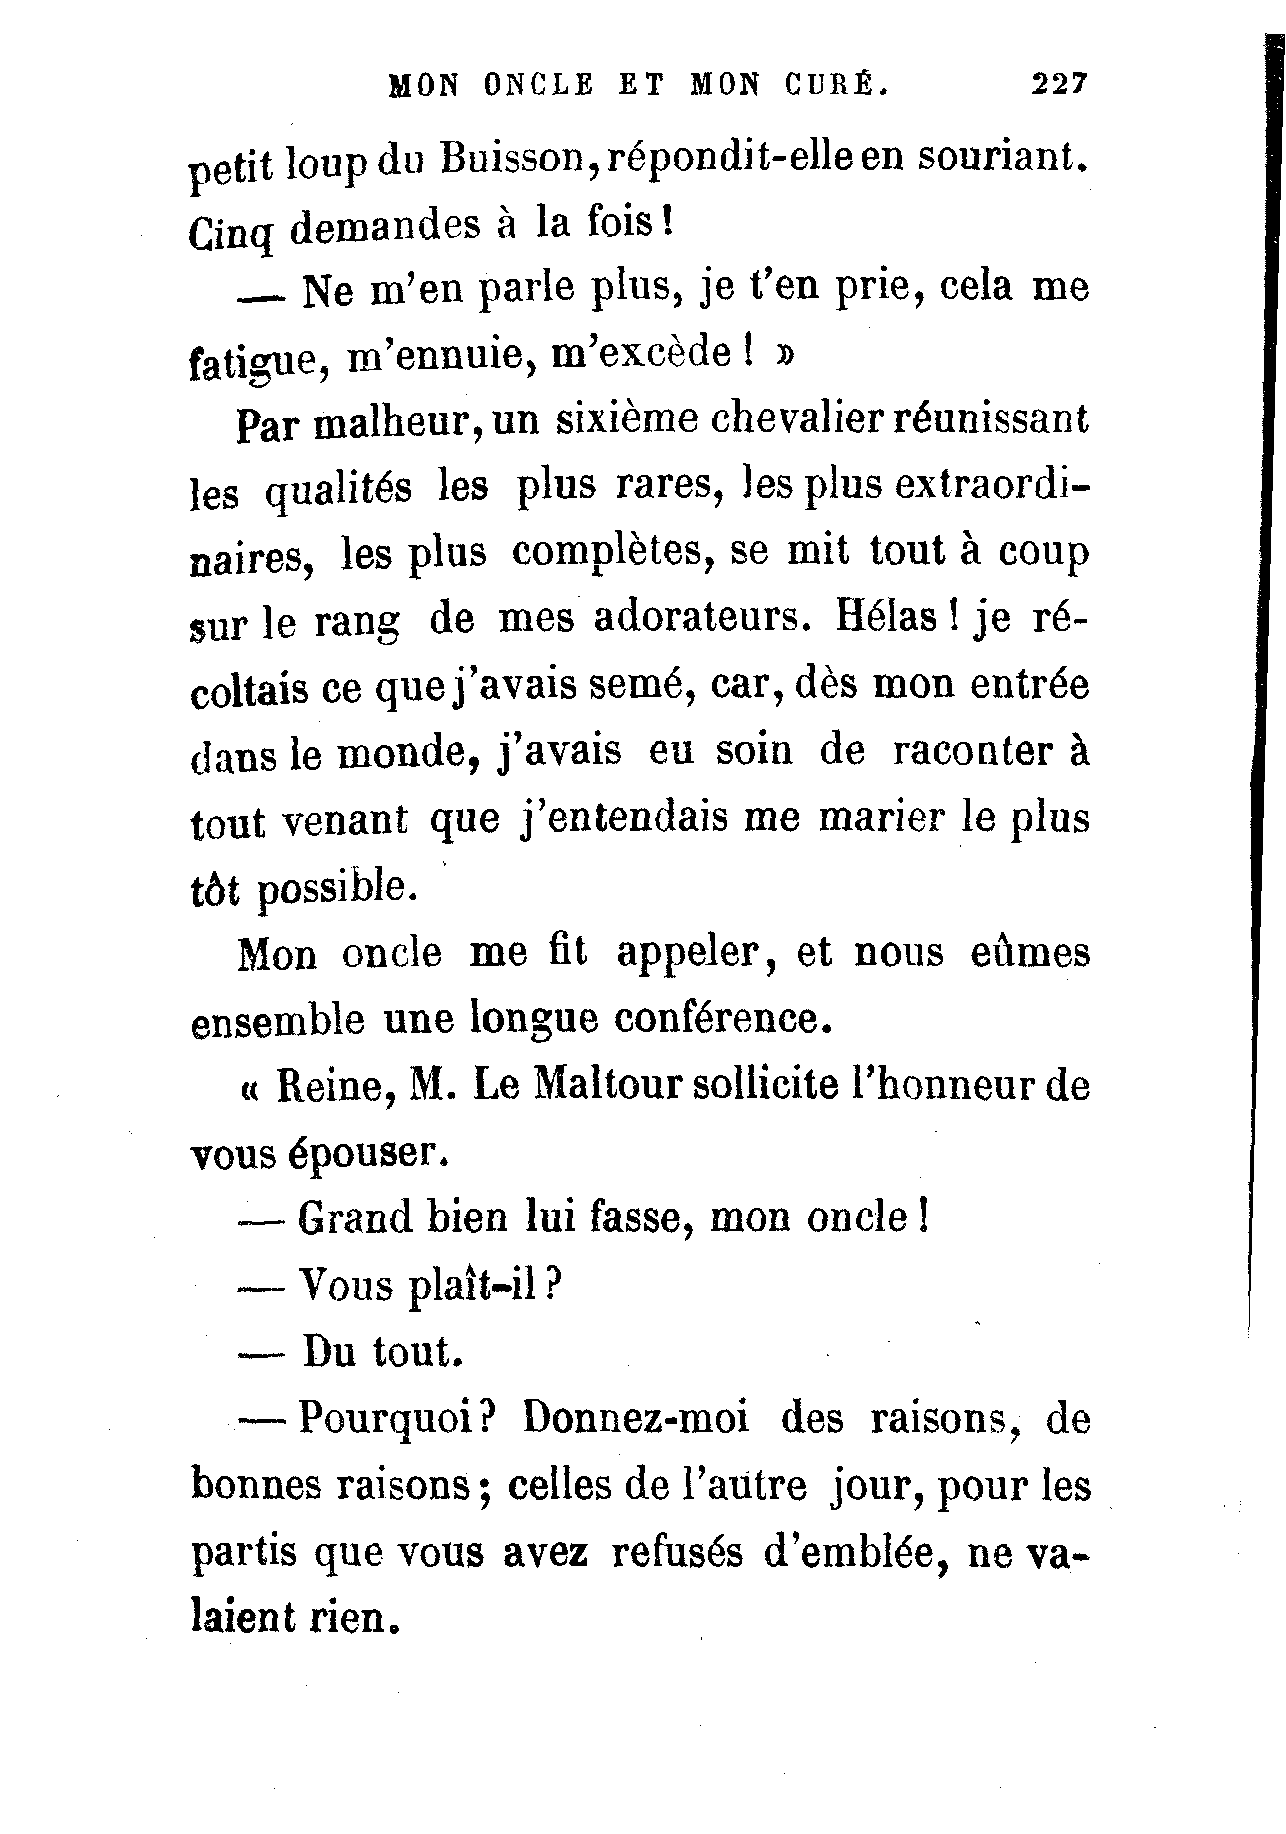 MON ONCLE ET MON CURÉ. 227
petit loup du Buisson, répondit-elle en souriant.
Cinq demandes à la fois !
— Ne m'en parle plus, je t'en prie, cela me
fatigue, m'ennuie, m'excède ! »
Par malheur, un sixième chevalier réunissant
les qualités les plus rares, les plus extraordi-
naires, les plus complètes, se mit tout à coup
sur le rang de mes adorateurs. Hélas ! je ré-
coltais ce que j'avais semé, car, dès mon entrée
dans le monde, j'avais eu soin de raconter à
tout venant que j'entendais me marier le plus
tôt possible.
Mon oncle me fit appeler, et nous eûmes
ensemble une longue conférence.
« Reine, M. Le Maltour sollicite l'honneur de
vous épouser.
— Grand bien lui fasse, mon oncle !
— Vous plaît-il ?
— Du tout.
— Pourquoi ? Donnez-moi des raisons, de
bonnes raisons ; celles de l'autre jour, pour les
partis que vous avez refusés d'emblée, ne va-
laient rien.